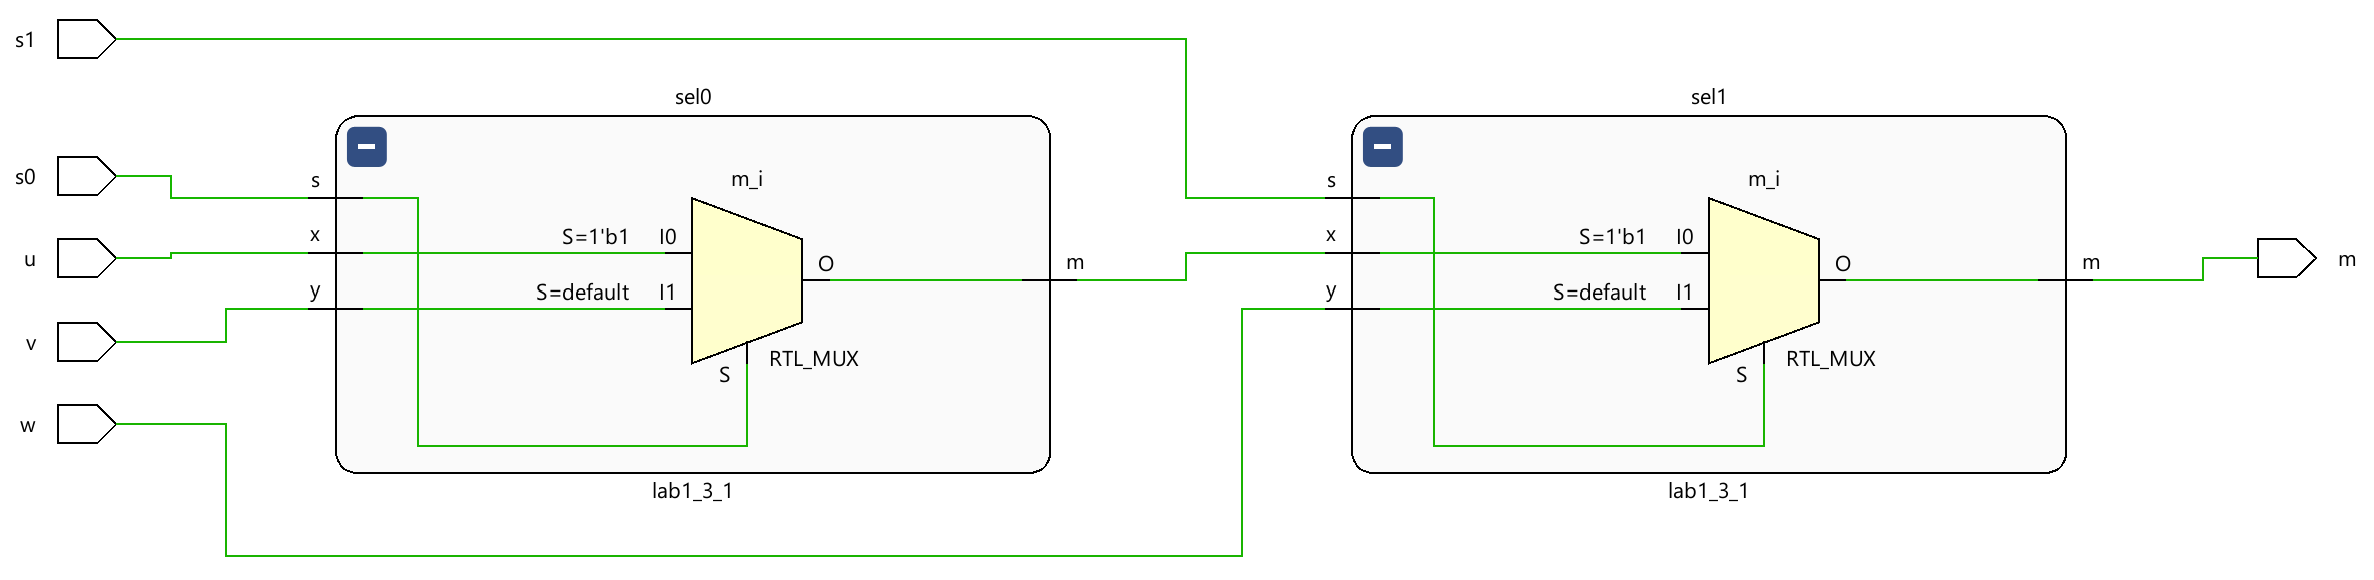 s1
sel0
sel1
s0
s
m_i
s
m_i
u
x
S=1'b1
I0
O
m
x
S=1'b1
I0
O
m
m
v
y
S=default
I1
y
S=default
I1
S
RTL_MUX
S
RTL_MUX
w
lab1_3_1
lab1_3_1